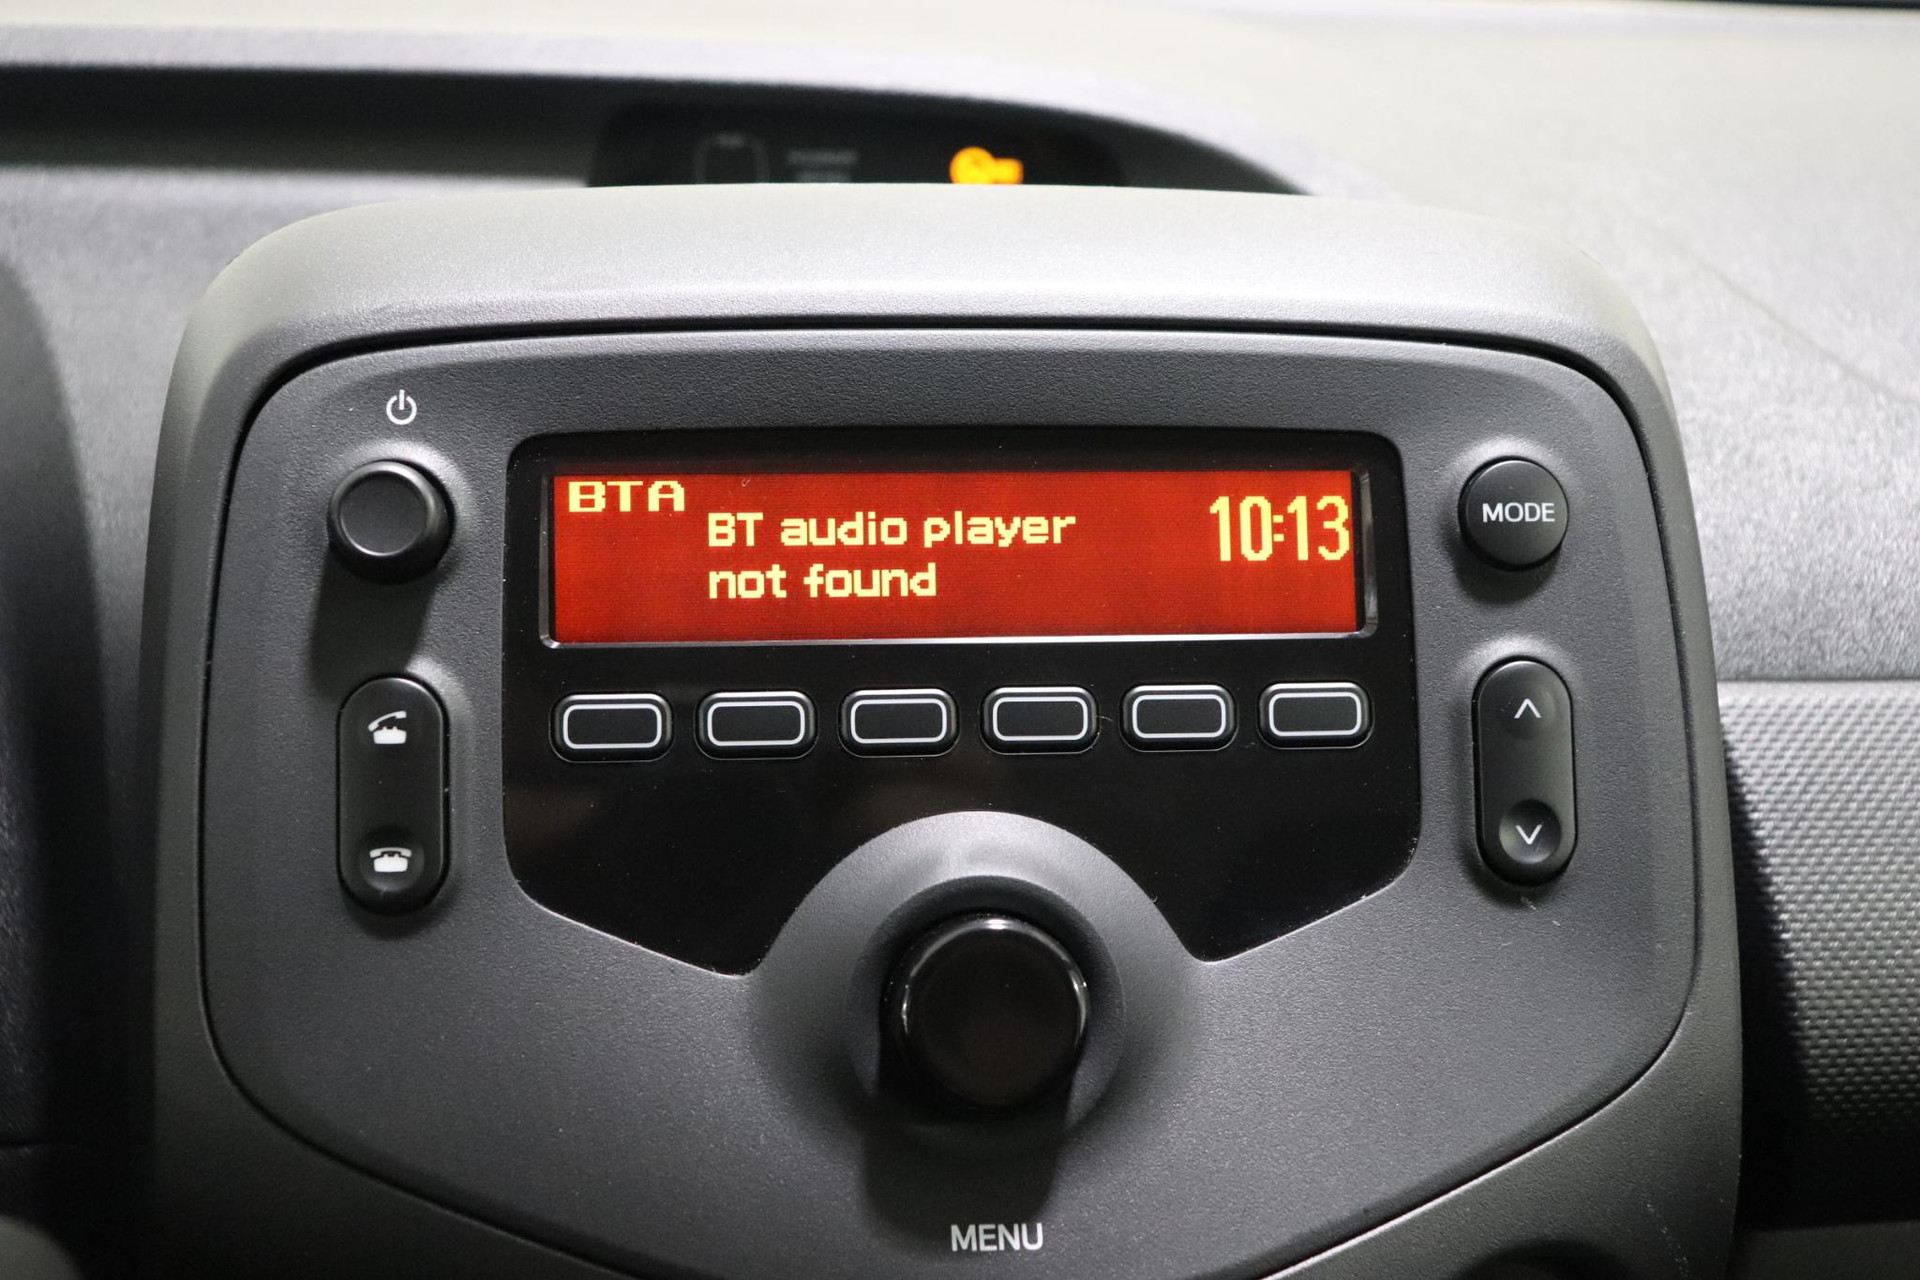 BTA
BT audio player
not found
10:13
MODE
MENU